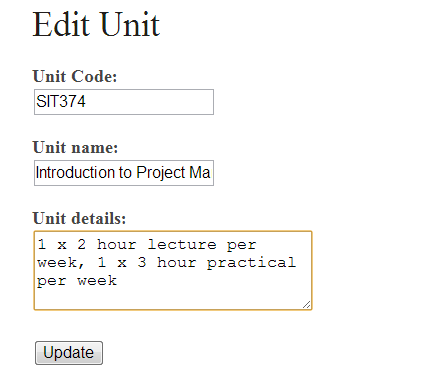 Edit Unit
Unit Code:
SIT374
Unit name:
Introduction to Project Ma
Unit details:
1 x 2 hour lecture per
week, 1 x 3 hour practical
per week
Update